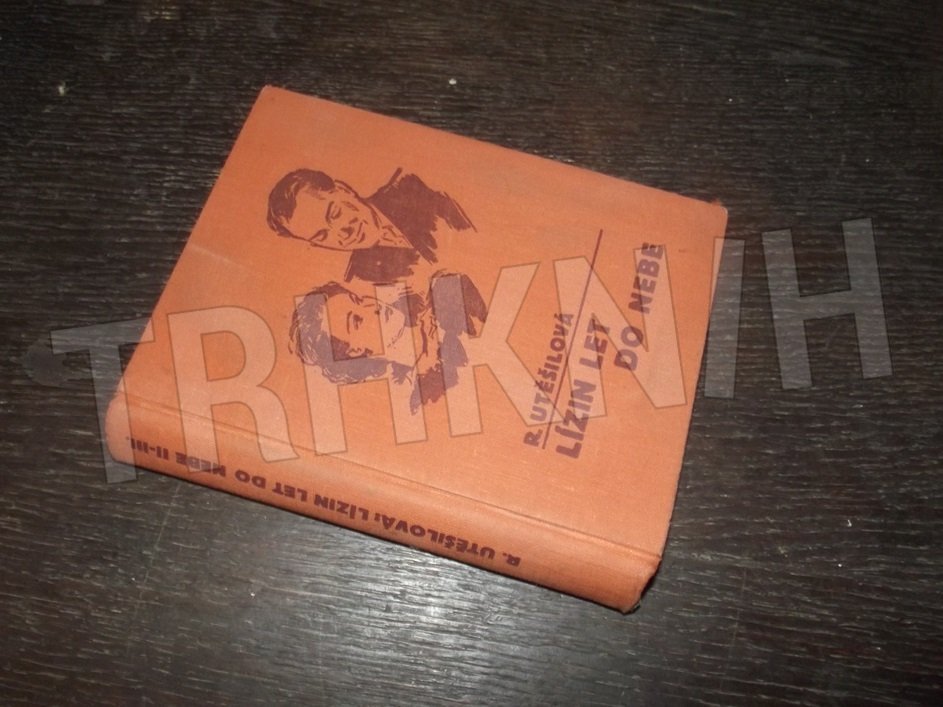 R. UTĚŠILOVÁ
LÍZIN LET
DO NEBE
R. UTĚŠILOVÁ: LÍZIN LET DO NEBE II-III.
TRHKNIH